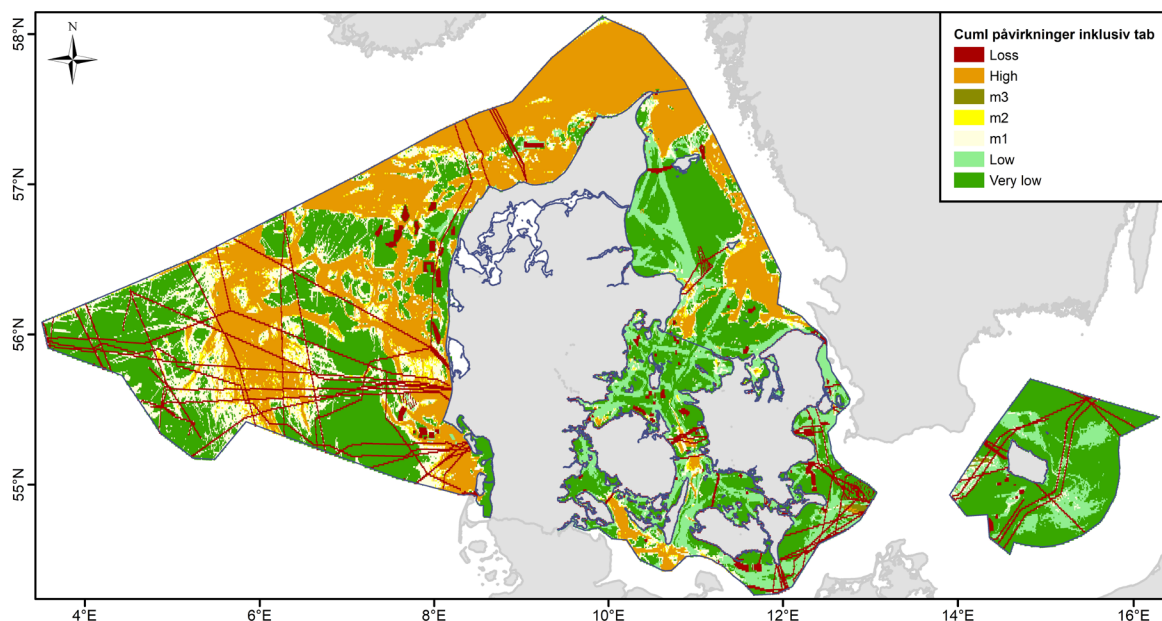 N
Cuml påvirkninger inklusiv tab
Loss
High
m3
m2
m1
Low
Very low
58°N
57°N
56°N
55°N
4°E
6°E
8°E
10°E
12°E
14°E
16°E